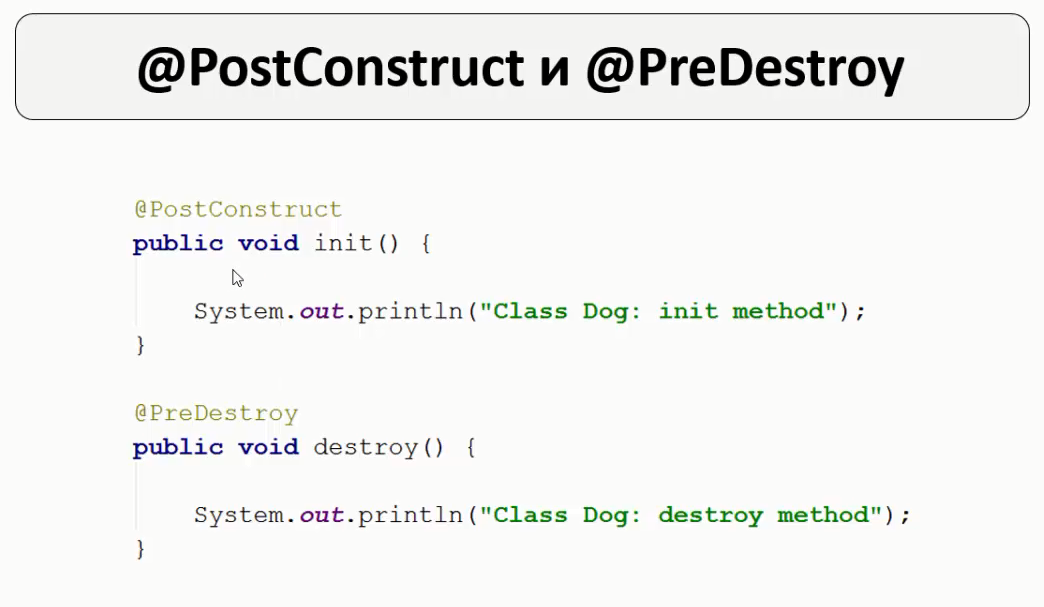 @PostConstruct и @PreDestroy
@PostConstruct
public void init() {
System.out.println("Class Dog: init method");
}
@PreDestroy
public void destroy() {
System.out.println("Class Dog: destroy method");
}